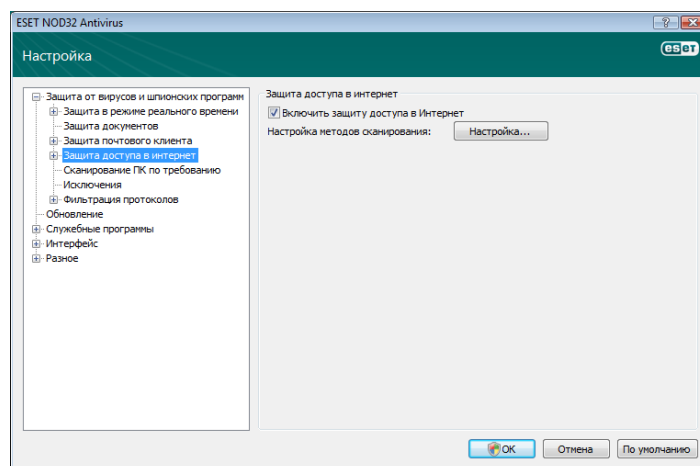 ESET NOD32 Antivirus
Настройка
eset
Защита от вирусов и шпионских программ
Защита в режиме реального времени
Защита документов
Защита почтового клиента
Защита доступа в интернет
Сканирование ПК по требованию
Исключения
Фильтрация протоколов
Обновление
Служебные программы
Интерфейс
Разное
Защита доступа в интернет
Включить защиту доступа в Интернет
Настройка методов сканирования: Настройка...
OK Отмена По умолчанию